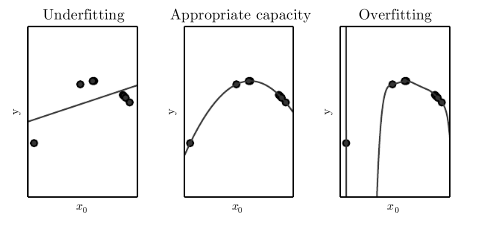 Underfitting
Appropriate capacity
Overfitting
y
y
y
x₀
x₀
x₀